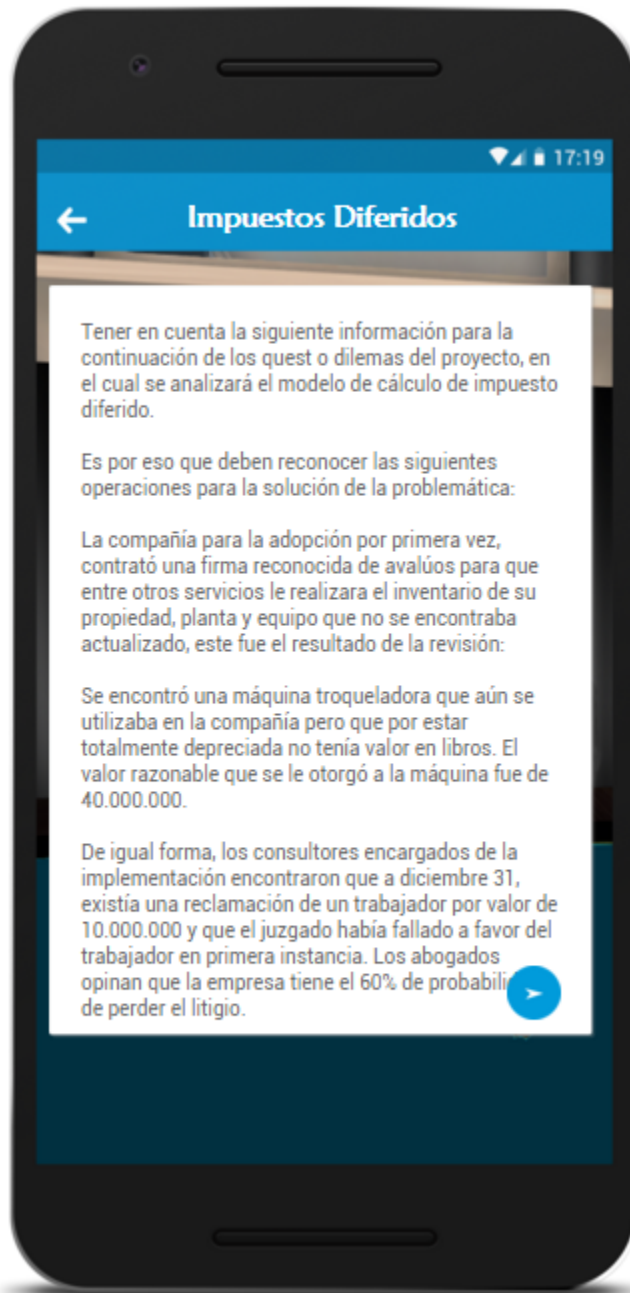 17:19
Impuestos Diferidos
Tener en cuenta la siguiente información para la
continuación de los quest o dilemas del proyecto, en
el cual se analizará el modelo de cálculo de impuesto
diferido.
Es por eso que deben reconocer las siguientes
operaciones para la solución de la problemática:
La compañía para la adopción por primera vez,
contrató una firma reconocida de avalúos para que
entre otros servicios le realizara el inventario de su
propiedad, planta y equipo que no se encontraba
actualizado, este fue el resultado de la revisión:
Se encontró una máquina troqueladora que aún se
utilizaba en la compañía pero que por estar
totalmente depreciada no tenía valor en libros. El
valor razonable que se le otorgó a la máquina fue de
40.000.000.
De igual forma, los consultores encargados de la
implementación encontraron que a diciembre 31,
existía una reclamación de un trabajador por valor de
10.000.000 y que el juzgado había fallado a favor del
trabajador en primera instancia. Los abogados
opinan que la empresa tiene el 60% de
de perder el litigio.